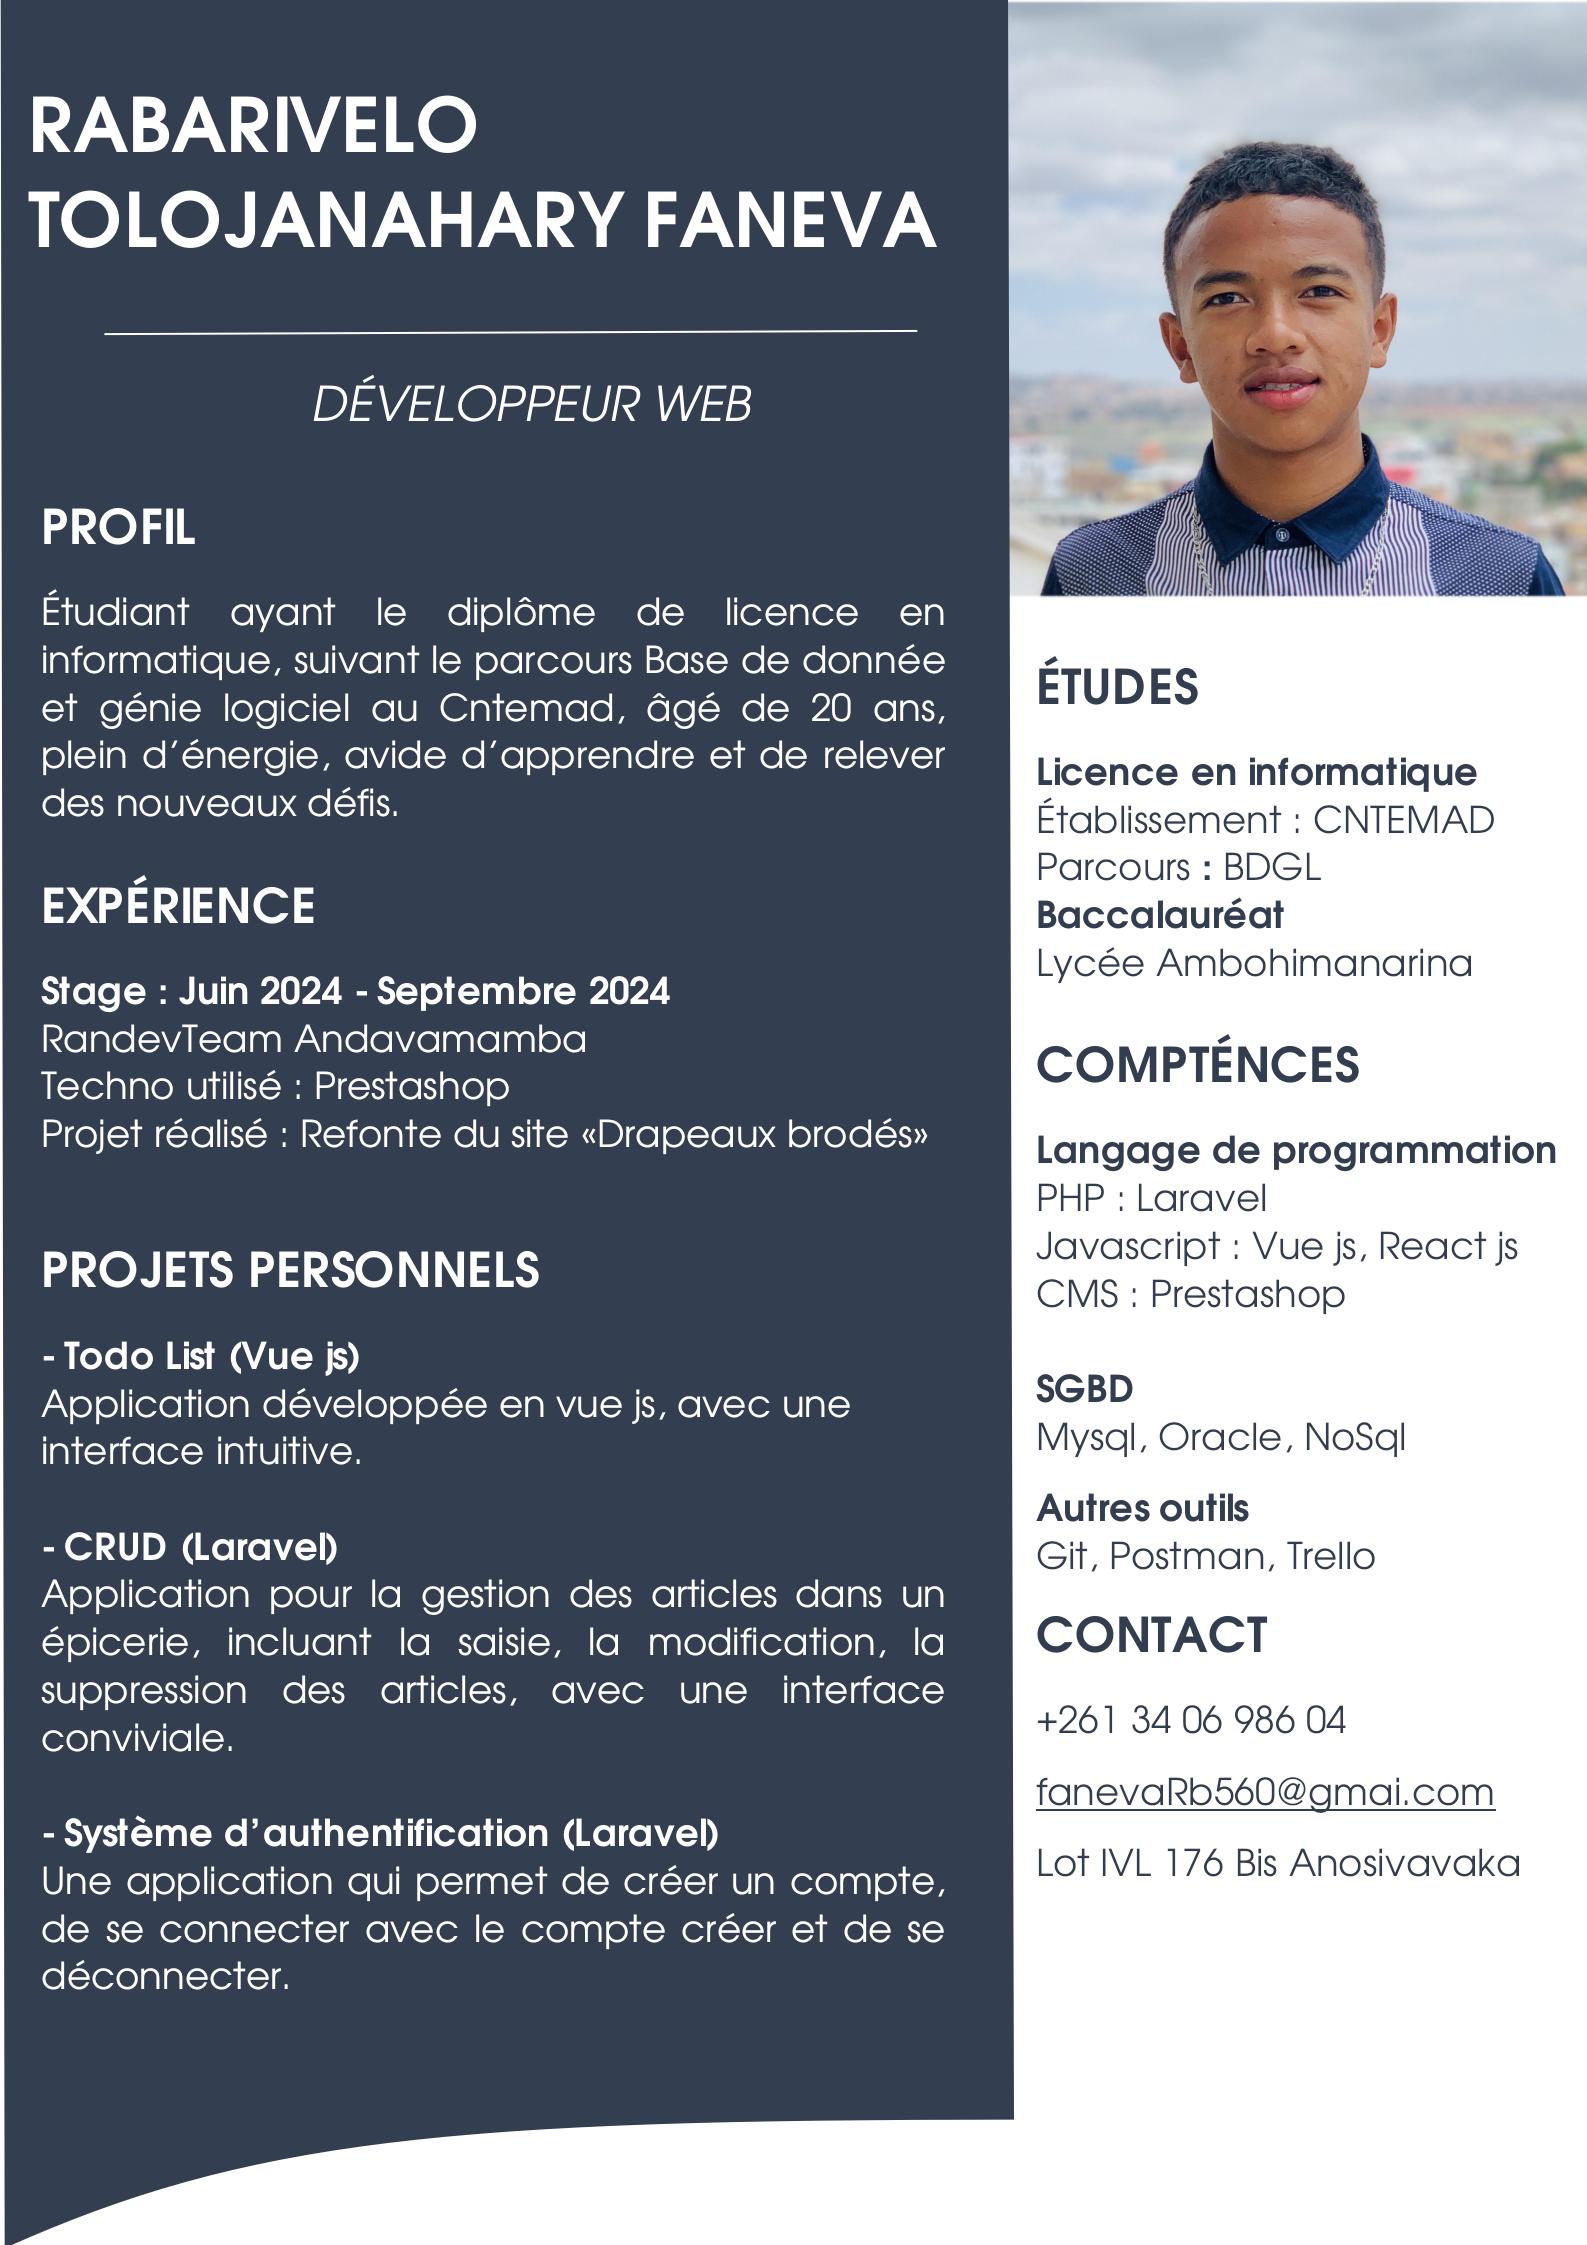 RABARIVELO
TOLOJANAHARY FANEVA
DÉVELOPPEUR WEB
PROFIL
Étudiant ayant le diplôme de licence en
informatique, suivant le parcours Base de donnée
et génie logiciel au Cntemad, âgé de 20 ans,
plein d’énergie, avide d’apprendre et de relever
des nouveaux défis.
EXPÉRIENCE
Stage : Juin 2024 - Septembre 2024
RandevTeam Andavamamba
Techno utilisé : Prestashop
Projet réalisé : Refonte du site «Drapeaux brodés»
PROJETS PERSONNELS
- Todo List (Vue js)
Application développée en vue js, avec une
interface intuitive.
- CRUD (Laravel)
Application pour la gestion des articles dans un
épicerie, incluant la saisie, la modification, la
suppression des articles, avec une interface
conviviale.
- Système d’authentification (Laravel)
Une application qui permet de créer un compte,
de se connecter avec le compte créer et de se
déconnecter.
ÉTUDES
Licence en informatique
Établissement : CNTEMAD
Parcours : BDGL
Baccalauréat
Lycée Ambohimanarina
COMPTÉNCES
Langage de programmation
PHP : Laravel
Javascript : Vue js, React js
CMS : Prestashop
SGBD
Mysql, Oracle, NoSql
Autres outils
Git, Postman, Trello
CONTACT
+261 34 06 986 04
fanevaRb560@gmai.com
Lot IVL 176 Bis Anosivavaka